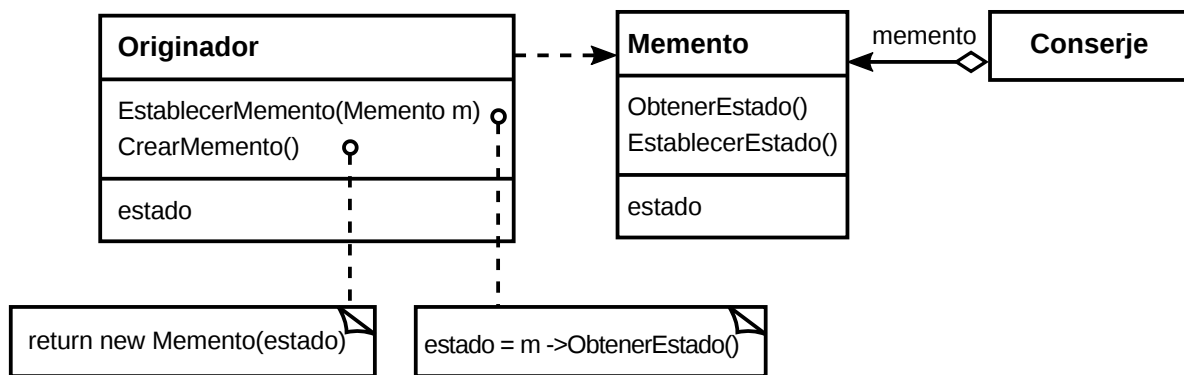 Originador
EstablecerMemento(Memento m)
CrearMemento()
estado
Memento
ObtenerEstado()
EstablecerEstado()
estado
memento
Conserje
return new Memento(estado)
estado = m ->ObtenerEstado()